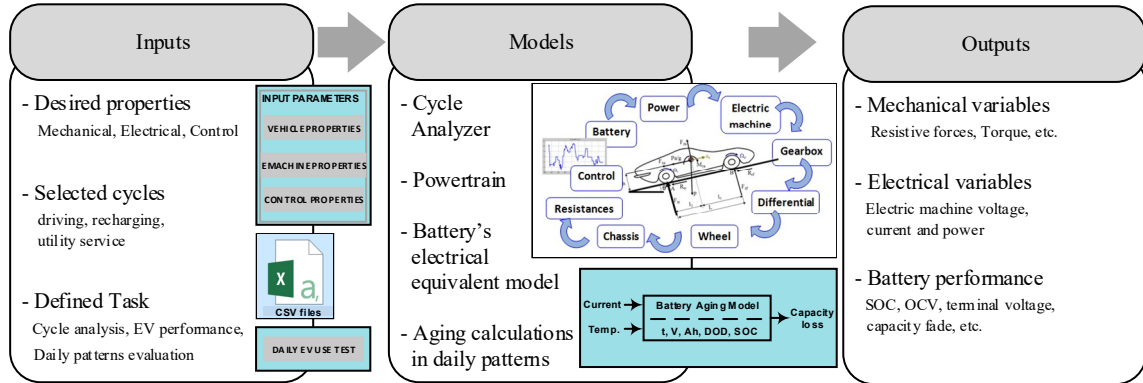 Inputs
- Desired properties
Mechanical, Electrical, Control
- Selected cycles
driving, recharging,
utility service
- Defined Task
Cycle analysis, EV performance,
Daily patterns evaluation
INPUT PARAMETERS
VEHICLE PROPERTIES
EMACHINE PROPERTIES
CONTROL PROPERTIES
X
a,
CSV files
DAILY EV USE TEST
Models
- Cycle
Analyzer
- Powertrain
- Battery's
electrical
equivalent model
- Aging calculations
in daily patterns
Power
Electric
machine
Battery
Gearbox
Control
Differential
Resistances
Chassis
Wheel
Current
Temp.
Battery Aging Model
t, V, Ah, DOD, SOC
Capacity
loss
Outputs
- Mechanical variables
Resistive forces, Torque, etc.
- Electrical variables
Electric machine voltage,
current and power
- Battery performance
SOC, OCV, terminal voltage,
capacity fade, etc.